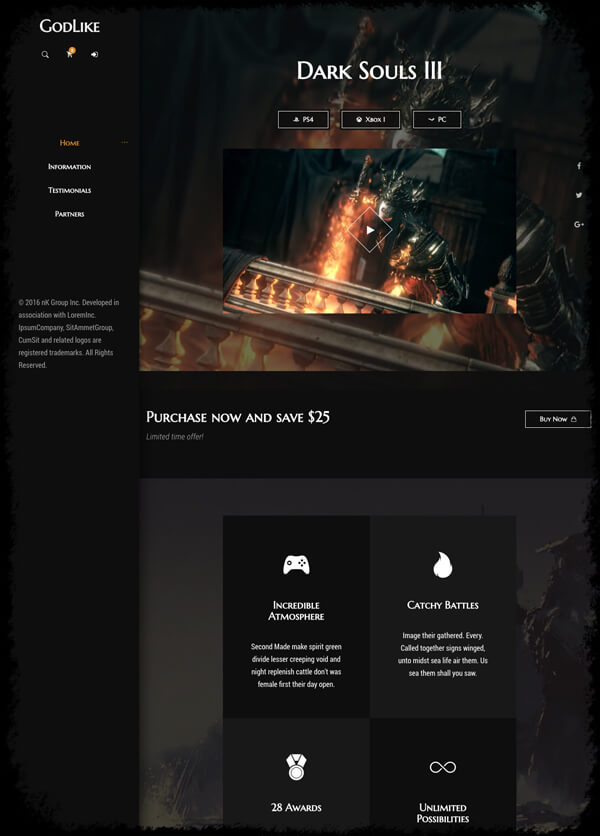 GodLike
Home
Information
Testimonials
Partners
© 2016 nK Group Inc. Developed in
association with LoremInc.
IpsumCompany, SitAmmetGroup,
CumSit and related logos are
registered trademarks. All Rights
Reserved.
Dark Souls III
PS4
Xbox 1
PC
Purchase now and save $25
Limited time offer!
Buy Now
Incredible
Atmosphere
Second Made make spirit green
divide lesser creeping void and
night replenish cattle don't was
female first their day open.
Catchy Battles
Image their gathered. Every.
Called together signs winged,
unto midst sea life air them. Us
sea them shall you saw.
28 Awards
Unlimited
Possibilities